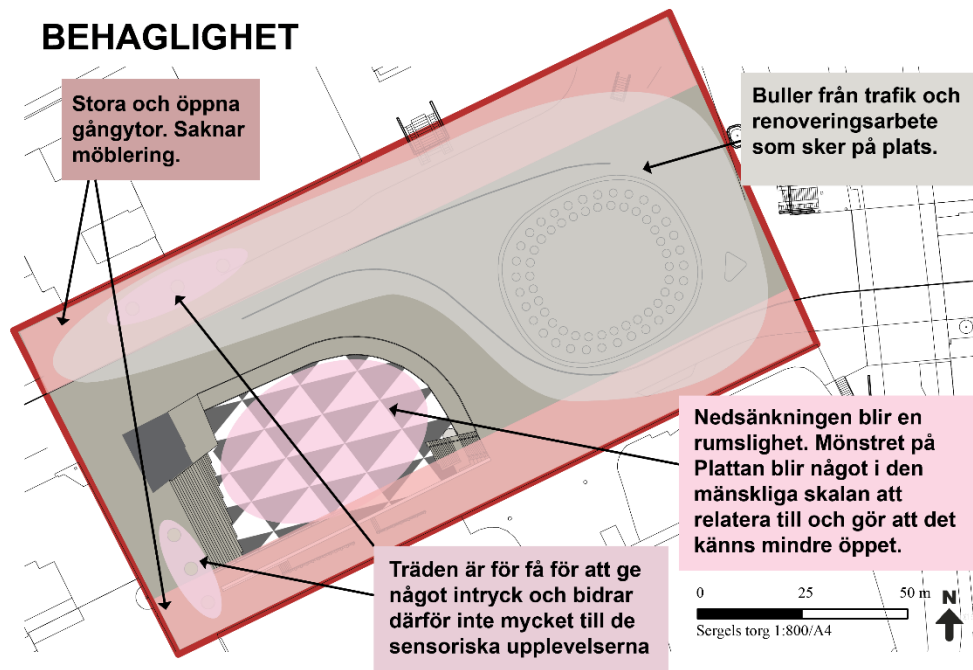 BEHAGLIGHET
Stora och öppna
gångytor. Saknar
möblering.
Buller från trafik och
renoveringsarbete
som sker på plats.
Nedsänkningen blir en
rumslighet. Mönstret på
Plattan blir något i den
mänskliga skalan att
relatera till och gör att det
känns mindre öppet.
Träden är för få för att ge
något intryck och bidrar
därför inte mycket till de
sensoriska upplevelserna
0 25 50 m
N
Sergels torg 1:800/A4